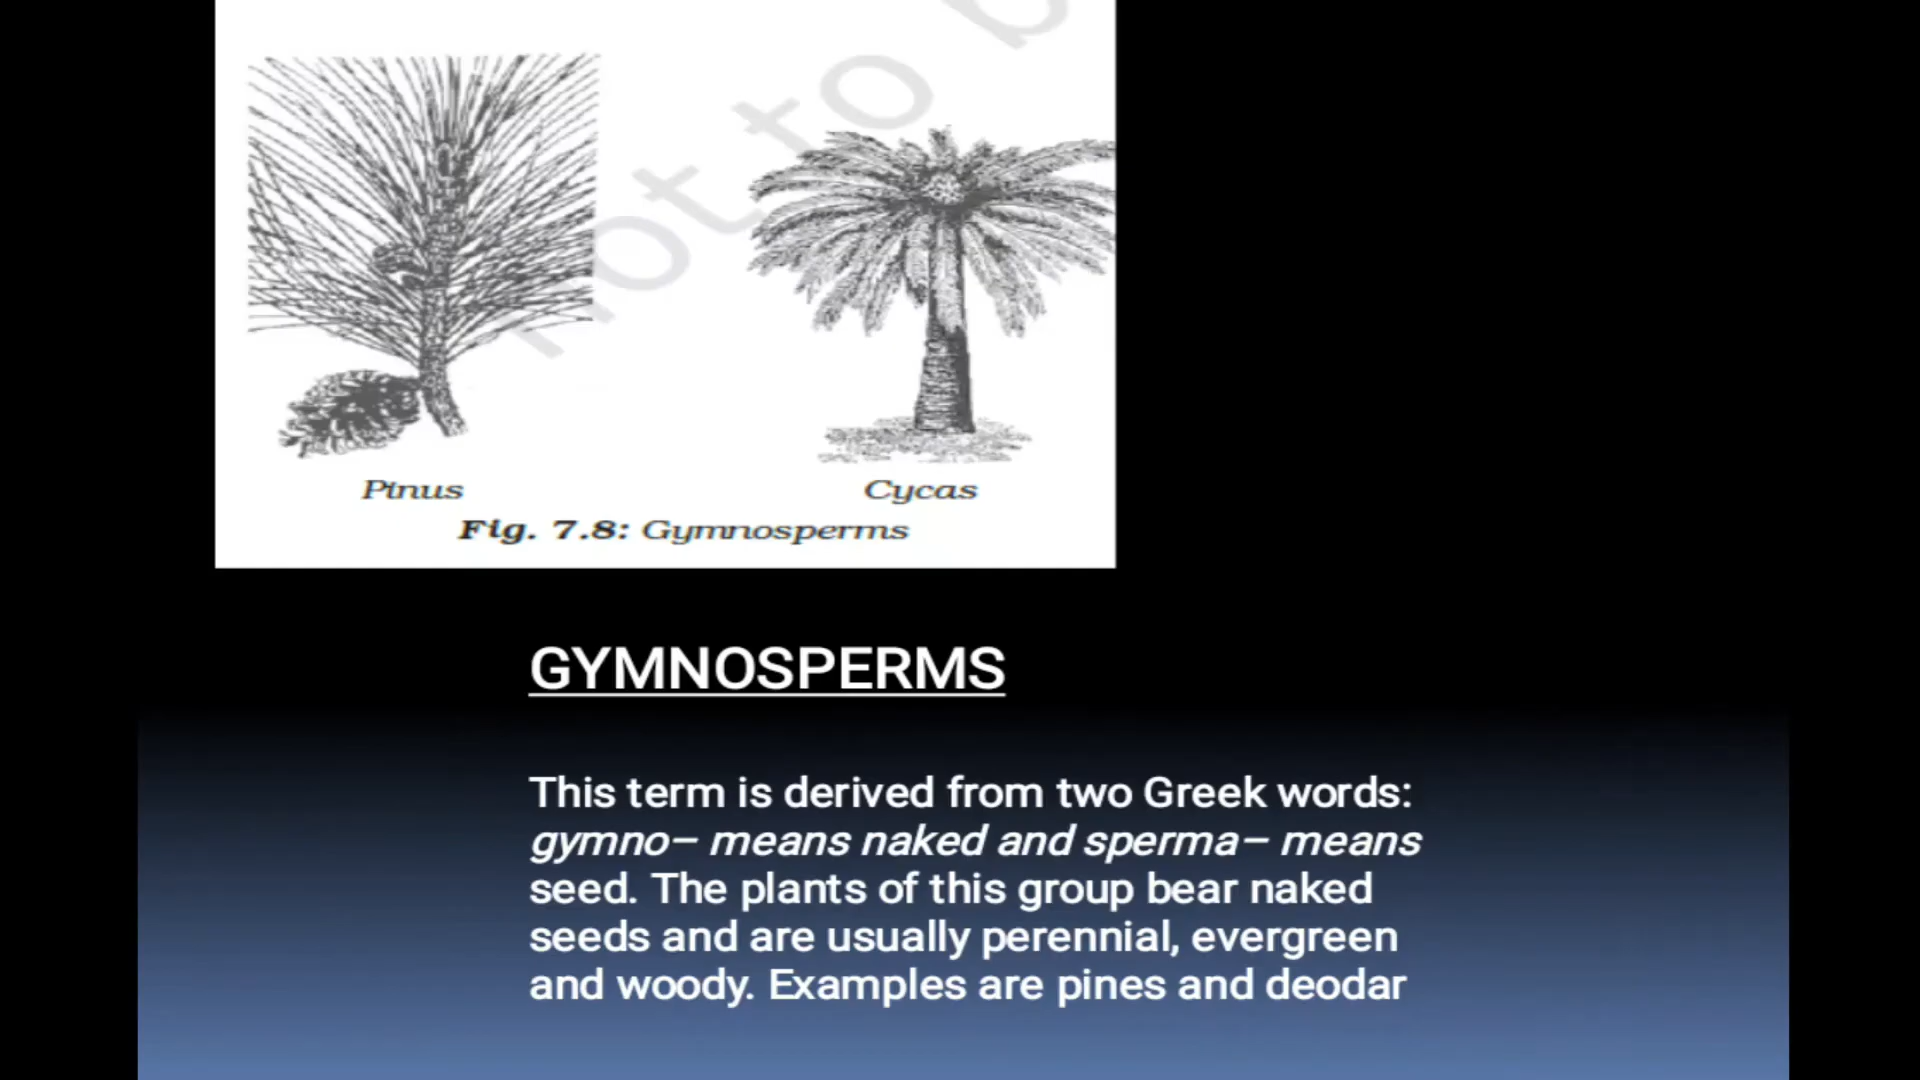 not to b
Pinus
Cycas
Fig. 7.8: Gymnosperms
GYMNOSPERMS
This term is derived from two Greek words:
gymno– means naked and sperma– means
seed. The plants of this group bear naked
seeds and are usually perennial, evergreen
and woody. Examples are pines and deodar